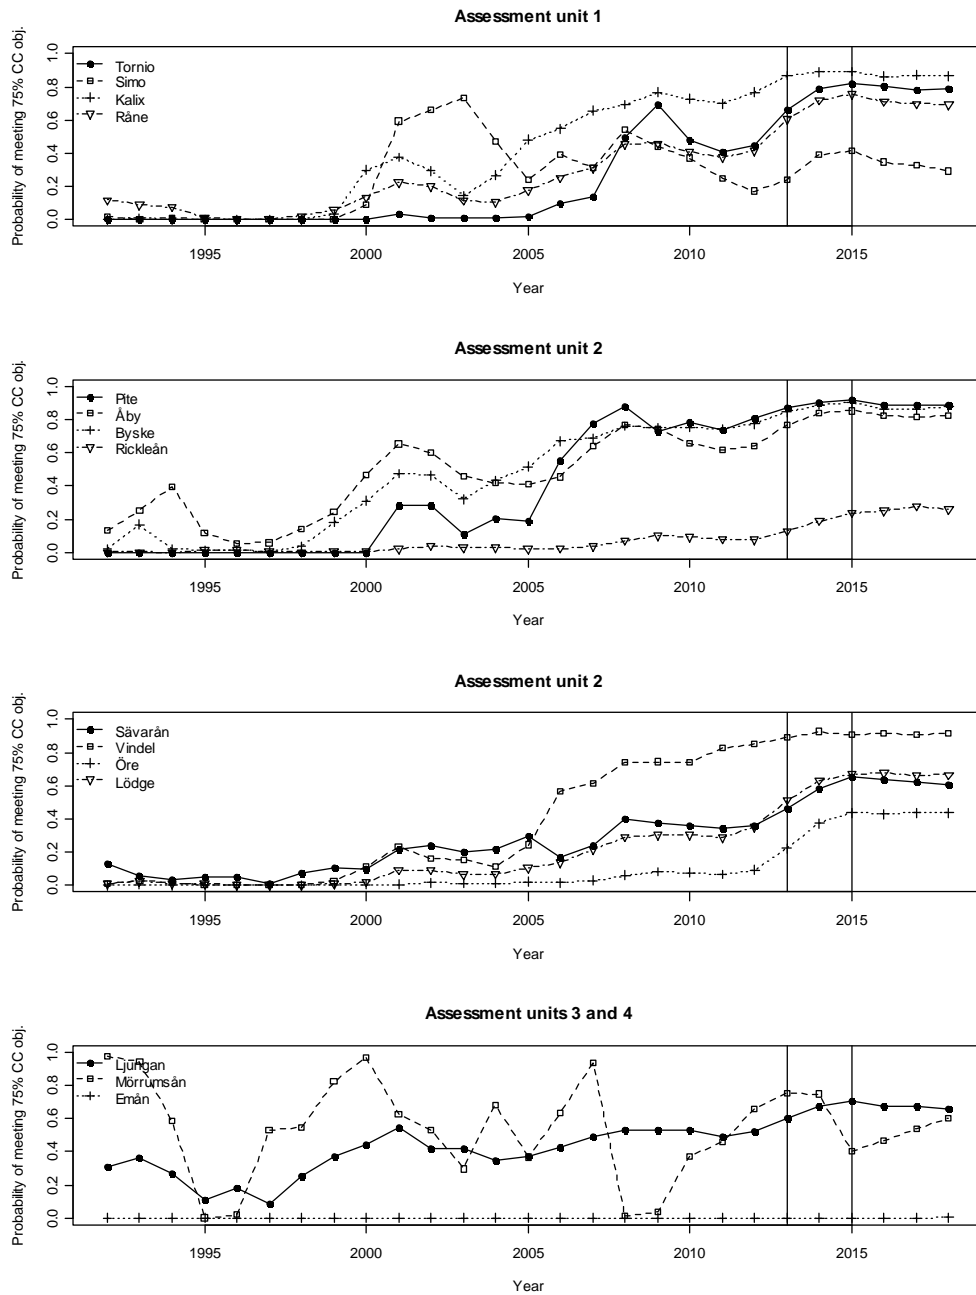 Assessment unit 1
Probability of meeting 75% CC obj.
1.0
0.8
0.6
0.4
0.2
0.0
Tornio
Simo
Kalix
Råne
1995 2000 2005 2010 2015
Year
Assessment unit 2
Probability of meeting 75% CC obj.
1.0
0.8
0.6
0.4
0.2
0.0
Pite
Åby
Byske
Rickleån
1995 2000 2005 2010 2015
Year
Assessment unit 2
Probability of meeting 75% CC obj.
1.0
0.8
0.6
0.4
0.2
0.0
Sävarån
Vindel
Öre
Lödge
1995 2000 2005 2010 2015
Year
Assessment units 3 and 4
Probability of meeting 75% CC obj.
1.0
0.8
0.6
0.4
0.2
0.0
Ljungan
Mörrumsån
Emån
1995 2000 2005 2010 2015
Year